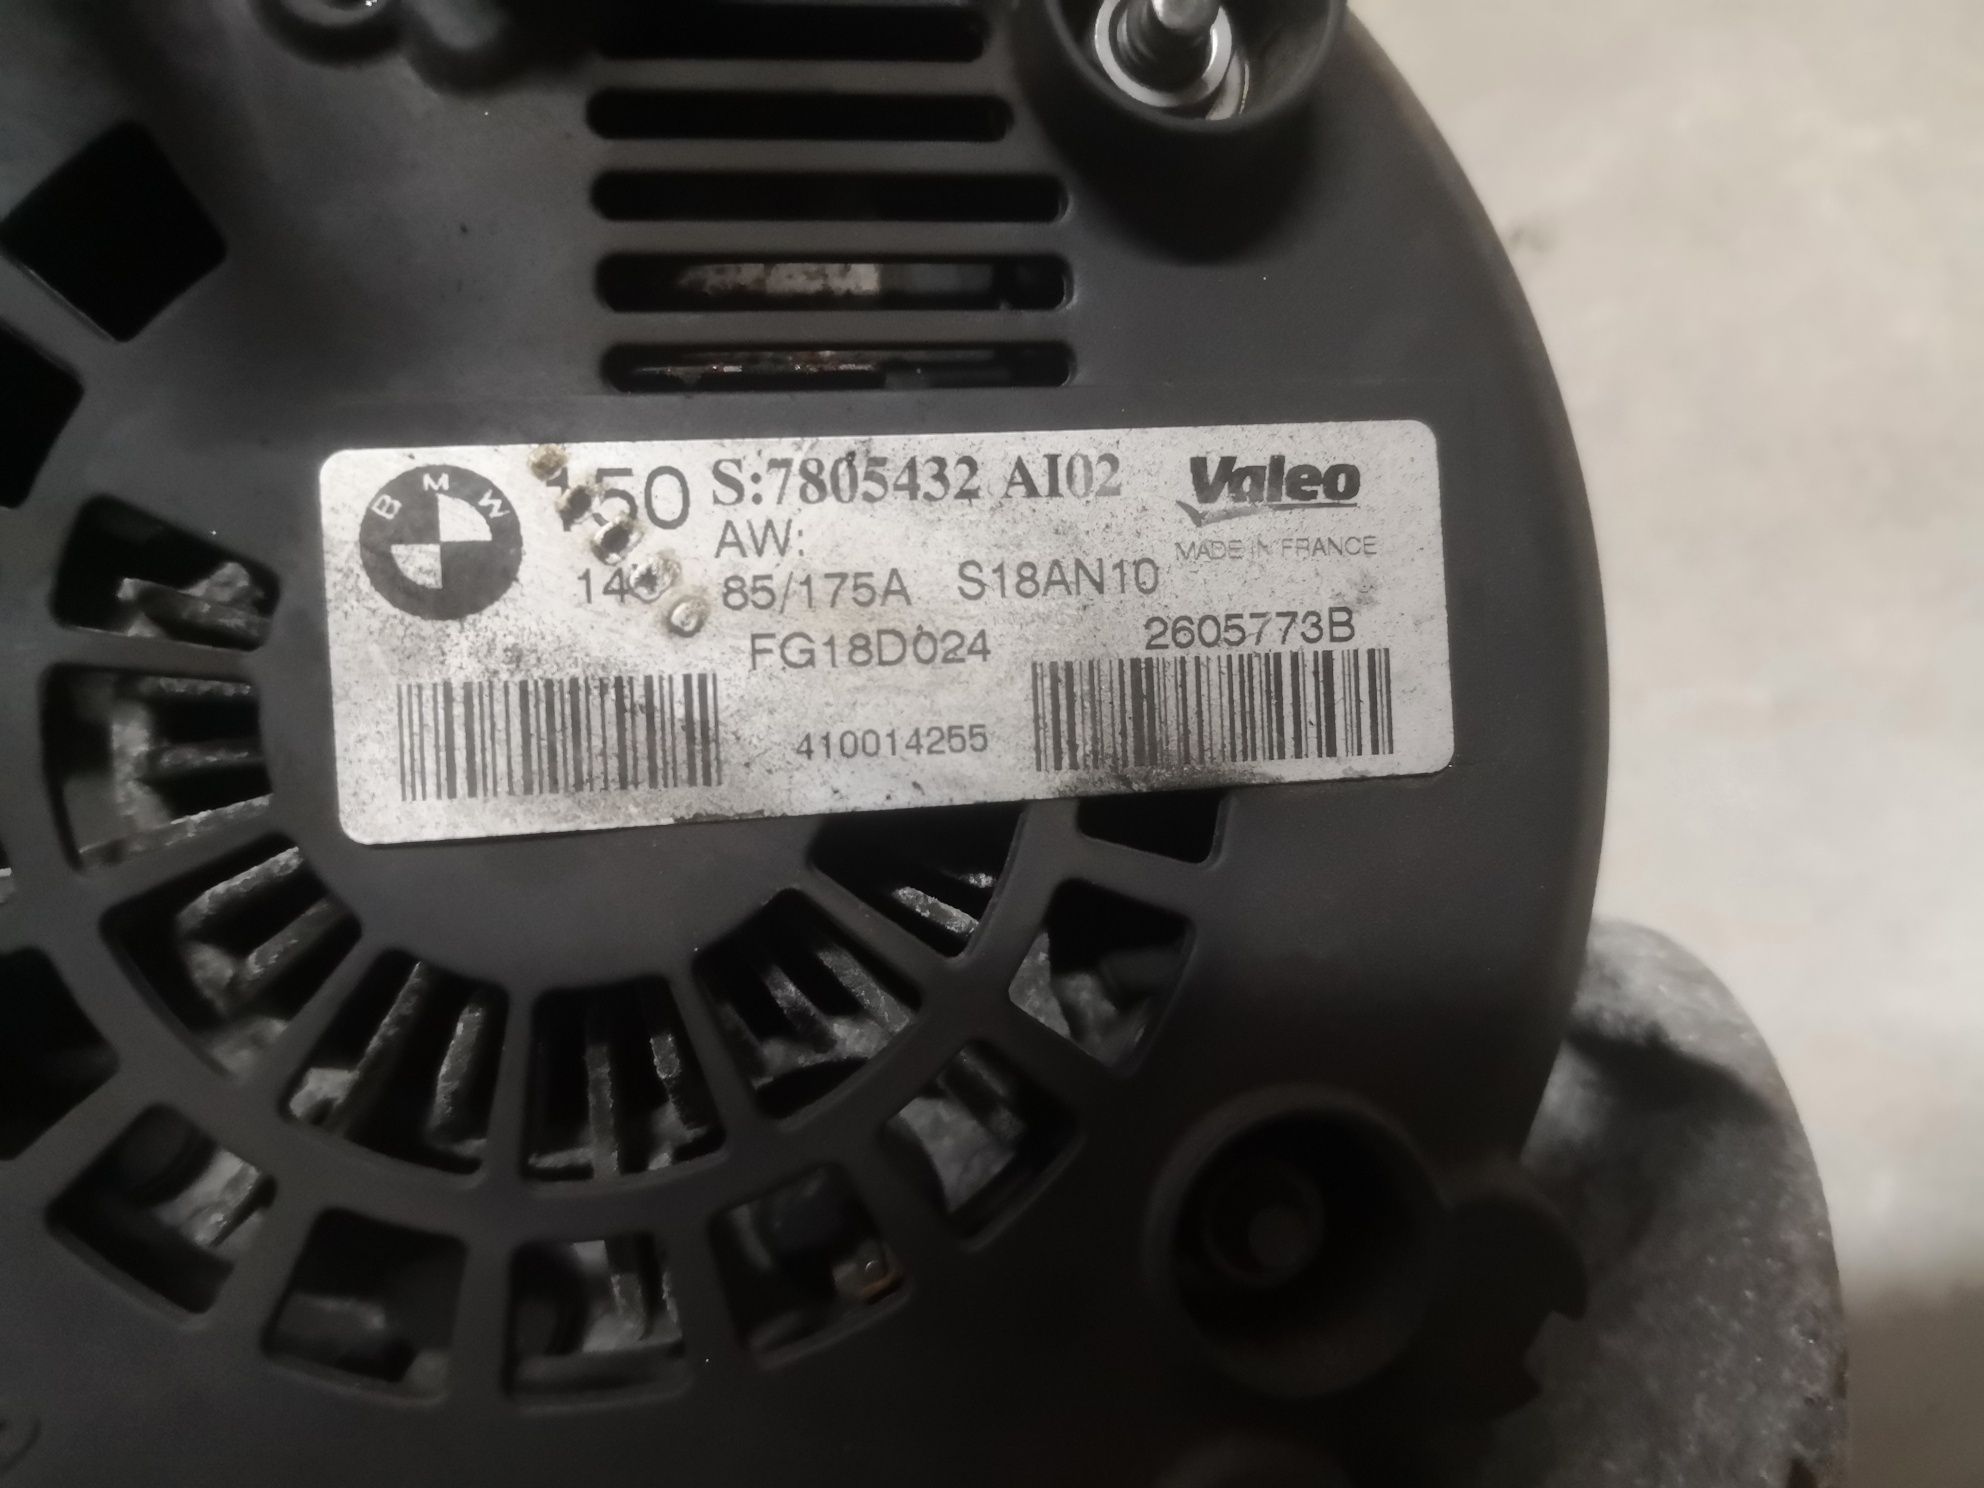 BMW
150 S:7805432 AI02 Valeo
AW: MADE IN FRANCE
85/175A S18AN10
FG18D024 2605773B
410014255